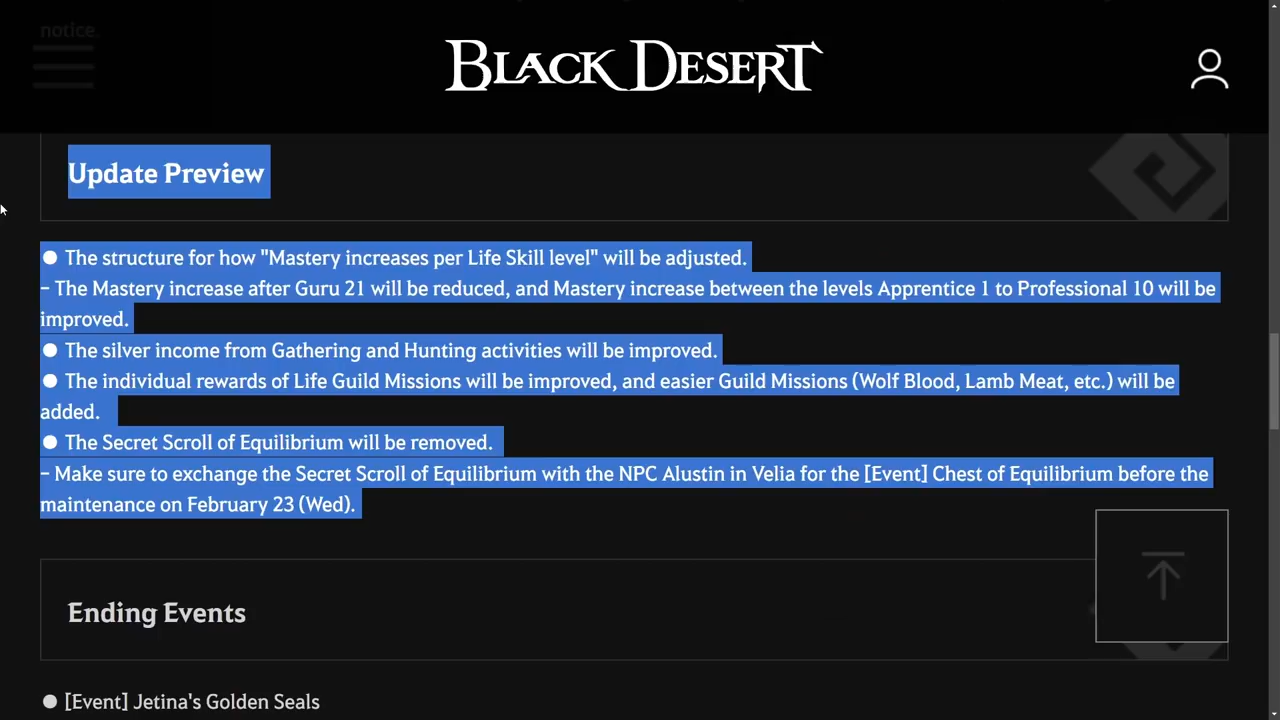 notice.
BLACK DESERT
Update Preview
● The structure for how "Mastery increases per Life Skill level" will be adjusted.
– The Mastery increase after Guru 21 will be reduced, and Mastery increase between the levels Apprentice 1 to Professional 10 will be
improved.
● The silver income from Gathering and Hunting activities will be improved.
● The individual rewards of Life Guild Missions will be improved, and easier Guild Missions (Wolf Blood, Lamb Meat, etc.) will be
added.
● The Secret Scroll of Equilibrium will be removed.
– Make sure to exchange the Secret Scroll of Equilibrium with the NPC Alustin in Velia for the [Event] Chest of Equilibrium before the
maintenance on February 23 (Wed).
Ending Events
● [Event] Jetina's Golden Seals